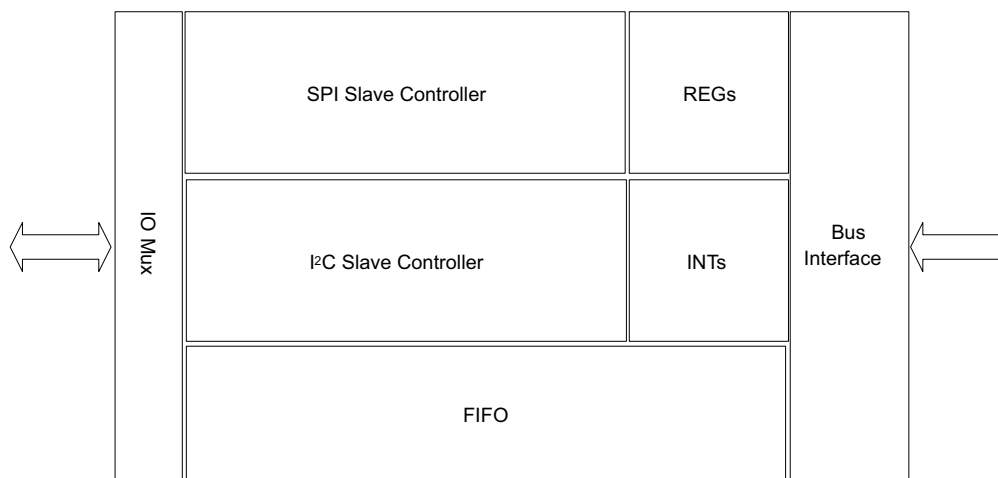 SPI Slave Controller
REGs
IO Mux
I²C Slave Controller
INTs
Bus
Interface
FIFO